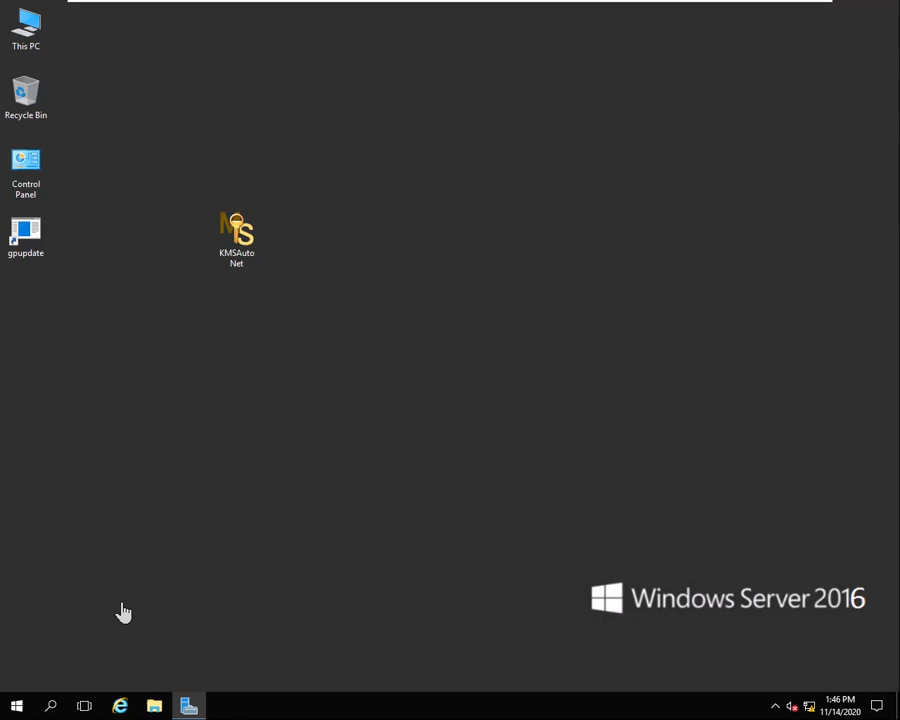 This PC
Recycle Bin
Control
Panel
gpupdate
KMSAuto
Net
Windows Server 2016
1:46 PM
11/14/2020